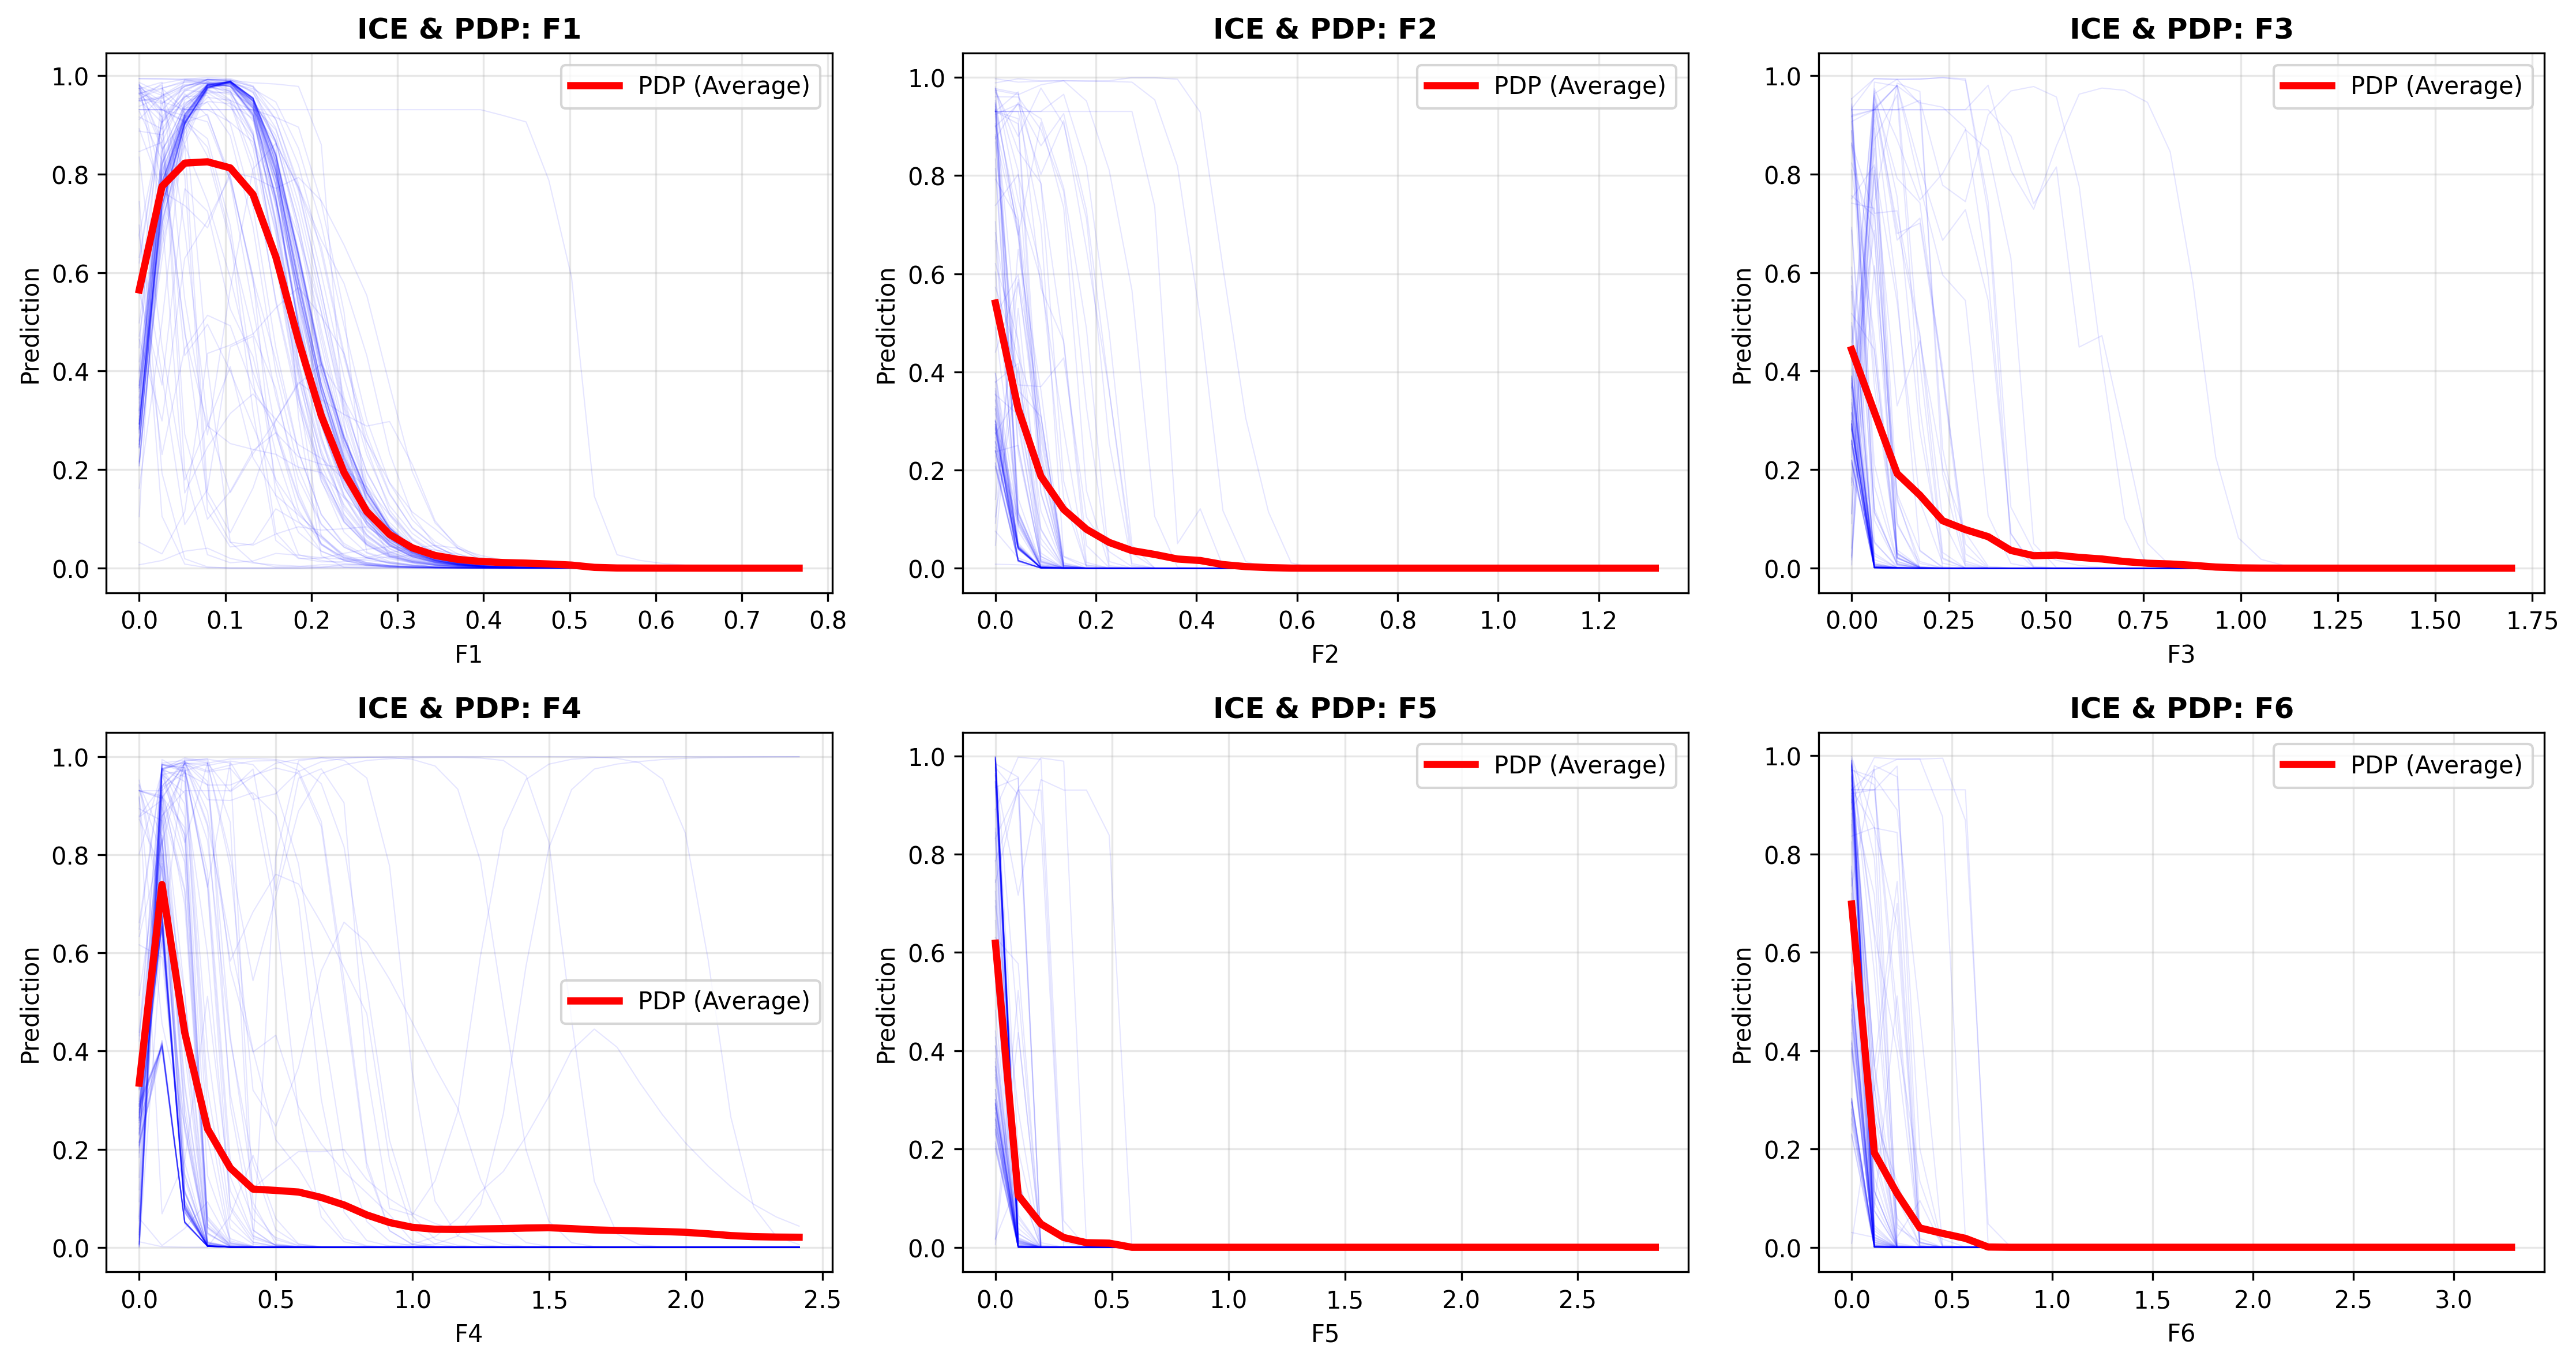 ICE & PDP: F1
1.0
0.8
0.6
0.4
0.2
0.0
Prediction
PDP (Average)
0.0 0.1 0.2 0.3 0.4 0.5 0.6 0.7 0.8
F1
ICE & PDP: F2
1.0
0.8
0.6
0.4
0.2
0.0
Prediction
PDP (Average)
0.0 0.2 0.4 0.6 0.8 1.0 1.2
F2
ICE & PDP: F3
1.0
0.8
0.6
0.4
0.2
0.0
Prediction
PDP (Average)
0.00 0.25 0.50 0.75 1.00 1.25 1.50 1.75
F3
ICE & PDP: F4
1.0
0.8
0.6
0.4
0.2
0.0
Prediction
PDP (Average)
0.0 0.5 1.0 1.5 2.0 2.5
F4
ICE & PDP: F5
1.0
0.8
0.6
0.4
0.2
0.0
Prediction
PDP (Average)
0.0 0.5 1.0 1.5 2.0 2.5
F5
ICE & PDP: F6
1.0
0.8
0.6
0.4
0.2
0.0
Prediction
PDP (Average)
0.0 0.5 1.0 1.5 2.0 2.5 3.0
F6